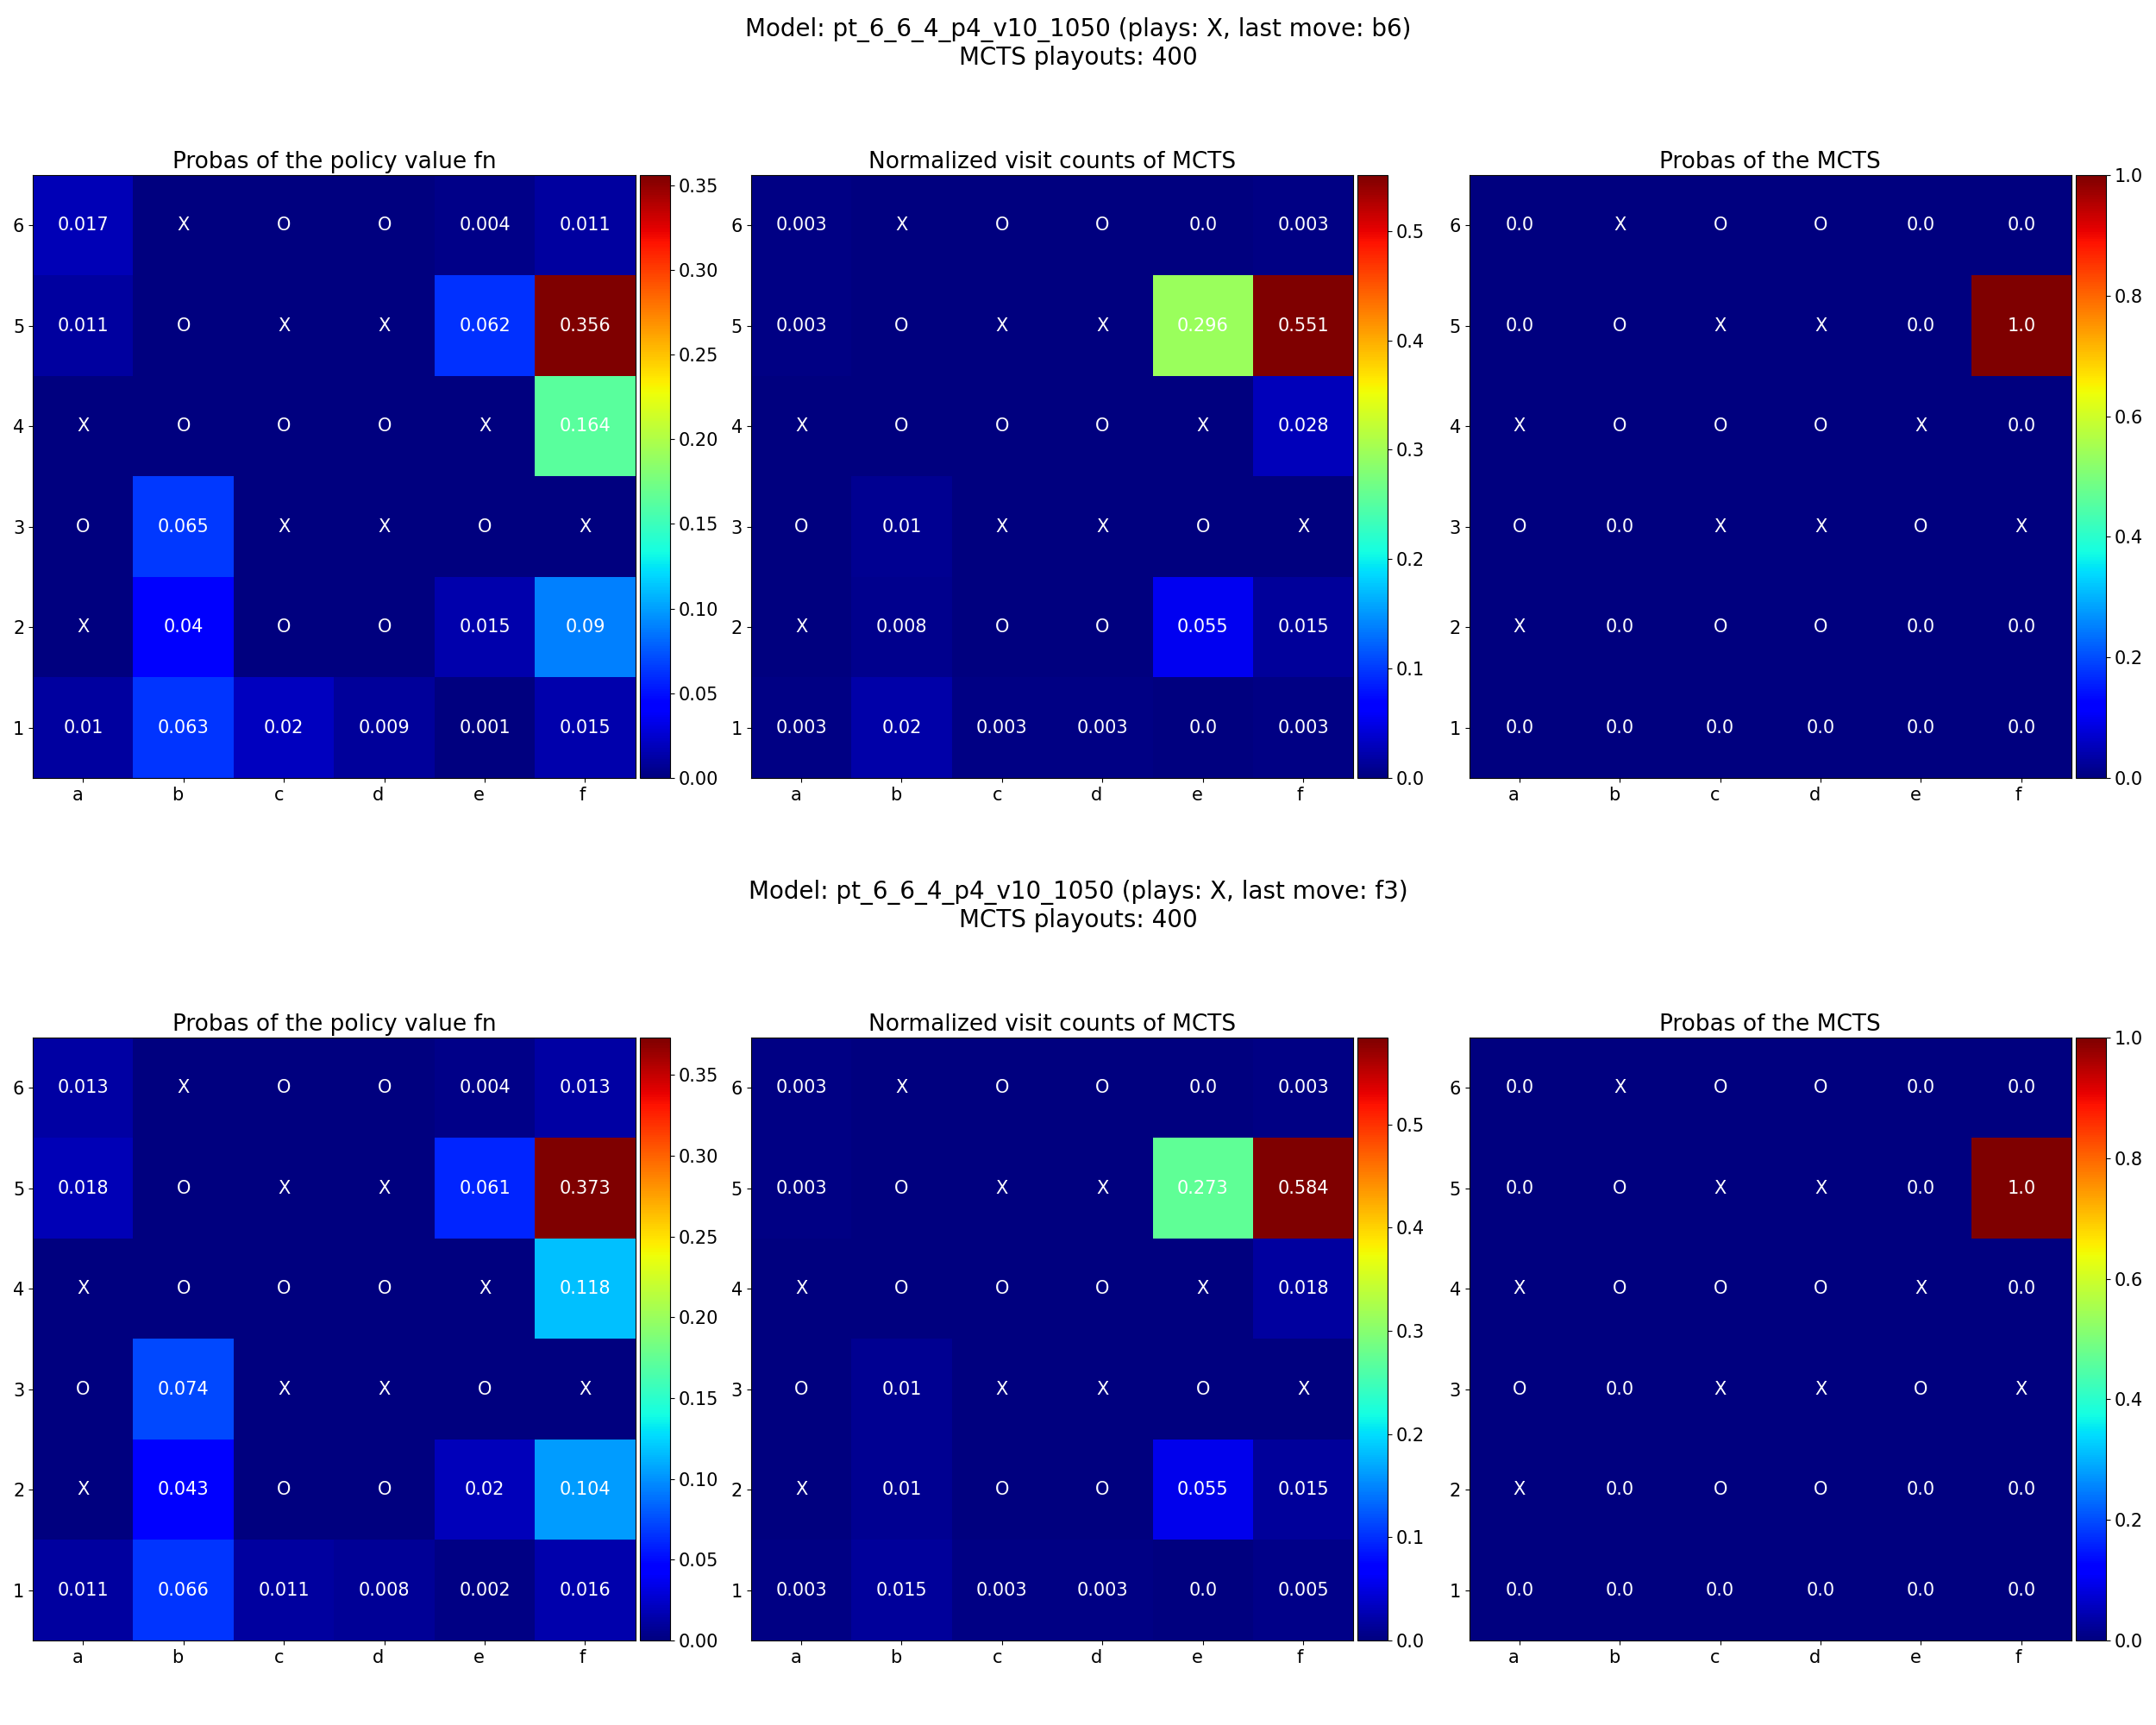 Model: pt_6_6_4_p4_v10_1050 (plays: X, last move: b6)
MCTS playouts: 400
Probas of the policy value fn
6 0.017 X O O 0.004 0.011
5 0.011 O X X 0.062 0.356
4 X O O O X 0.164
3 O 0.065 X X O X
2 X 0.04 O O 0.015 0.09
1 0.01 0.063 0.02 0.009 0.001 0.015
a b c d e f
0.35
0.30
0.25
0.20
0.15
0.10
0.05
0.00
Normalized visit counts of MCTS
6 0.003 X O O 0.0 0.003
5 0.003 O X X 0.296 0.551
4 X O O O X 0.028
3 O 0.01 X X O X
2 X 0.008 O O 0.055 0.015
1 0.003 0.02 0.003 0.003 0.0 0.003
a b c d e f
0.5
0.4
0.3
0.2
0.1
0.0
Probas of the MCTS
6 0.0 X O O 0.0 0.0
5 0.0 O X X 0.0 1.0
4 X O O O X 0.0
3 O 0.0 X X O X
2 X 0.0 O O 0.0 0.0
1 0.0 0.0 0.0 0.0 0.0 0.0
a b c d e f
1.0
0.8
0.6
0.4
0.2
0.0
Model: pt_6_6_4_p4_v10_1050 (plays: X, last move: f3)
MCTS playouts: 400
Probas of the policy value fn
6 0.013 X O O 0.004 0.013
5 0.018 O X X 0.061 0.373
4 X O O O X 0.118
3 O 0.074 X X O X
2 X 0.043 O O 0.02 0.104
1 0.011 0.066 0.011 0.008 0.002 0.016
a b c d e f
0.35
0.30
0.25
0.20
0.15
0.10
0.05
0.00
Normalized visit counts of MCTS
6 0.003 X O O 0.0 0.003
5 0.003 O X X 0.273 0.584
4 X O O O X 0.018
3 O 0.01 X X O X
2 X 0.01 O O 0.055 0.015
1 0.003 0.015 0.003 0.003 0.0 0.005
a b c d e f
0.5
0.4
0.3
0.2
0.1
0.0
Probas of the MCTS
6 0.0 X O O 0.0 0.0
5 0.0 O X X 0.0 1.0
4 X O O O X 0.0
3 O 0.0 X X O X
2 X 0.0 O O 0.0 0.0
1 0.0 0.0 0.0 0.0 0.0 0.0
a b c d e f
1.0
0.8
0.6
0.4
0.2
0.0